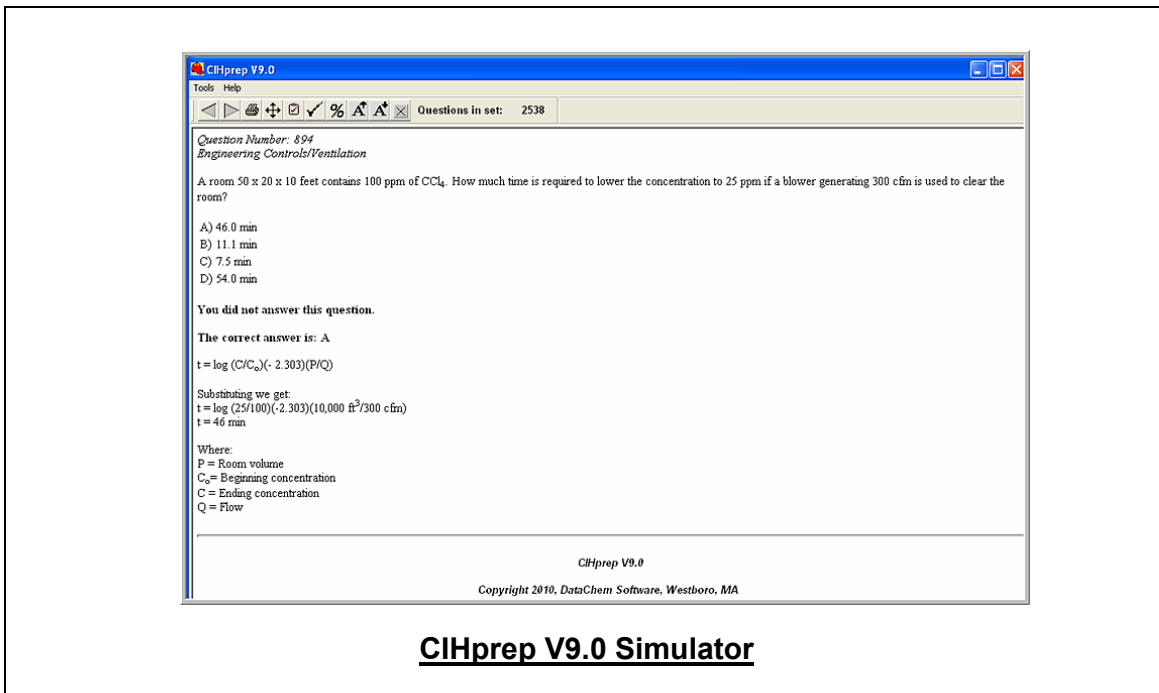 CIHprep V9.0
Tools Help
Questions in set: 2538
Question Number: 894
Engineering Controls/Ventilation
A room 50 x 20 x 10 feet contains 100 ppm of CCl₄. How much time is required to lower the concentration to 25 ppm if a blower generating 300 cfm is used to clear the
room?
A) 46.0 min
B) 11.1 min
C) 7.5 min
D) 54.0 min
You did not answer this question.
The correct answer is: A
t = log (C/Cₒ)(- 2.303)(P/Q)
Substituting we get:
t = log (25/100)(-2.303)(10,000 ft³/300 cfm)
t = 46 min
Where:
P = Room volume
Cₒ= Beginning concentration
C = Ending concentration
Q = Flow
CIHprep V9.0
Copyright 2010, DataChem Software, Westboro, MA
CIHprep V9.0 Simulator